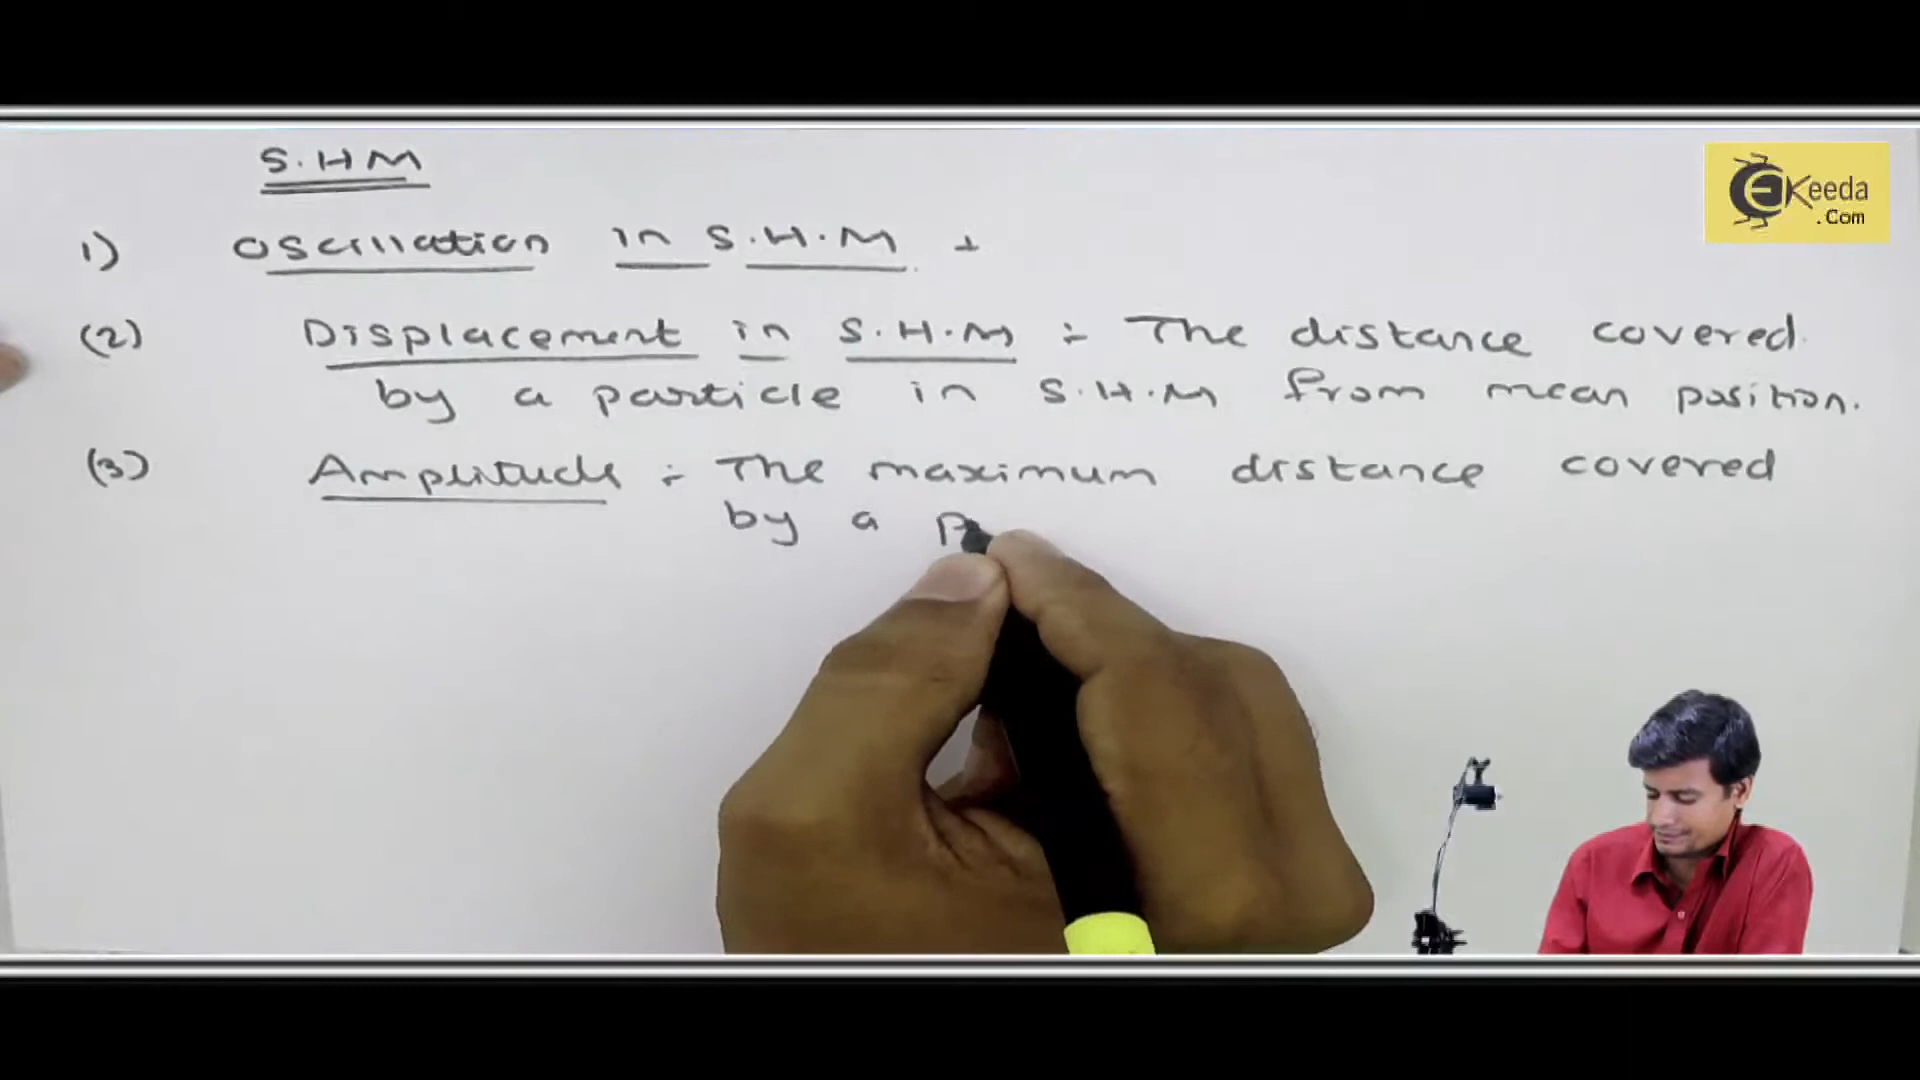 S.HM
EKeeda
.Com
1) Oscillation in S.H.M :-
(2) Displacement in S.H.M :- The distance covered.
by a particle in S.H.M from mean position.
(3) Amplitude :- The maximum distance covered
by a p